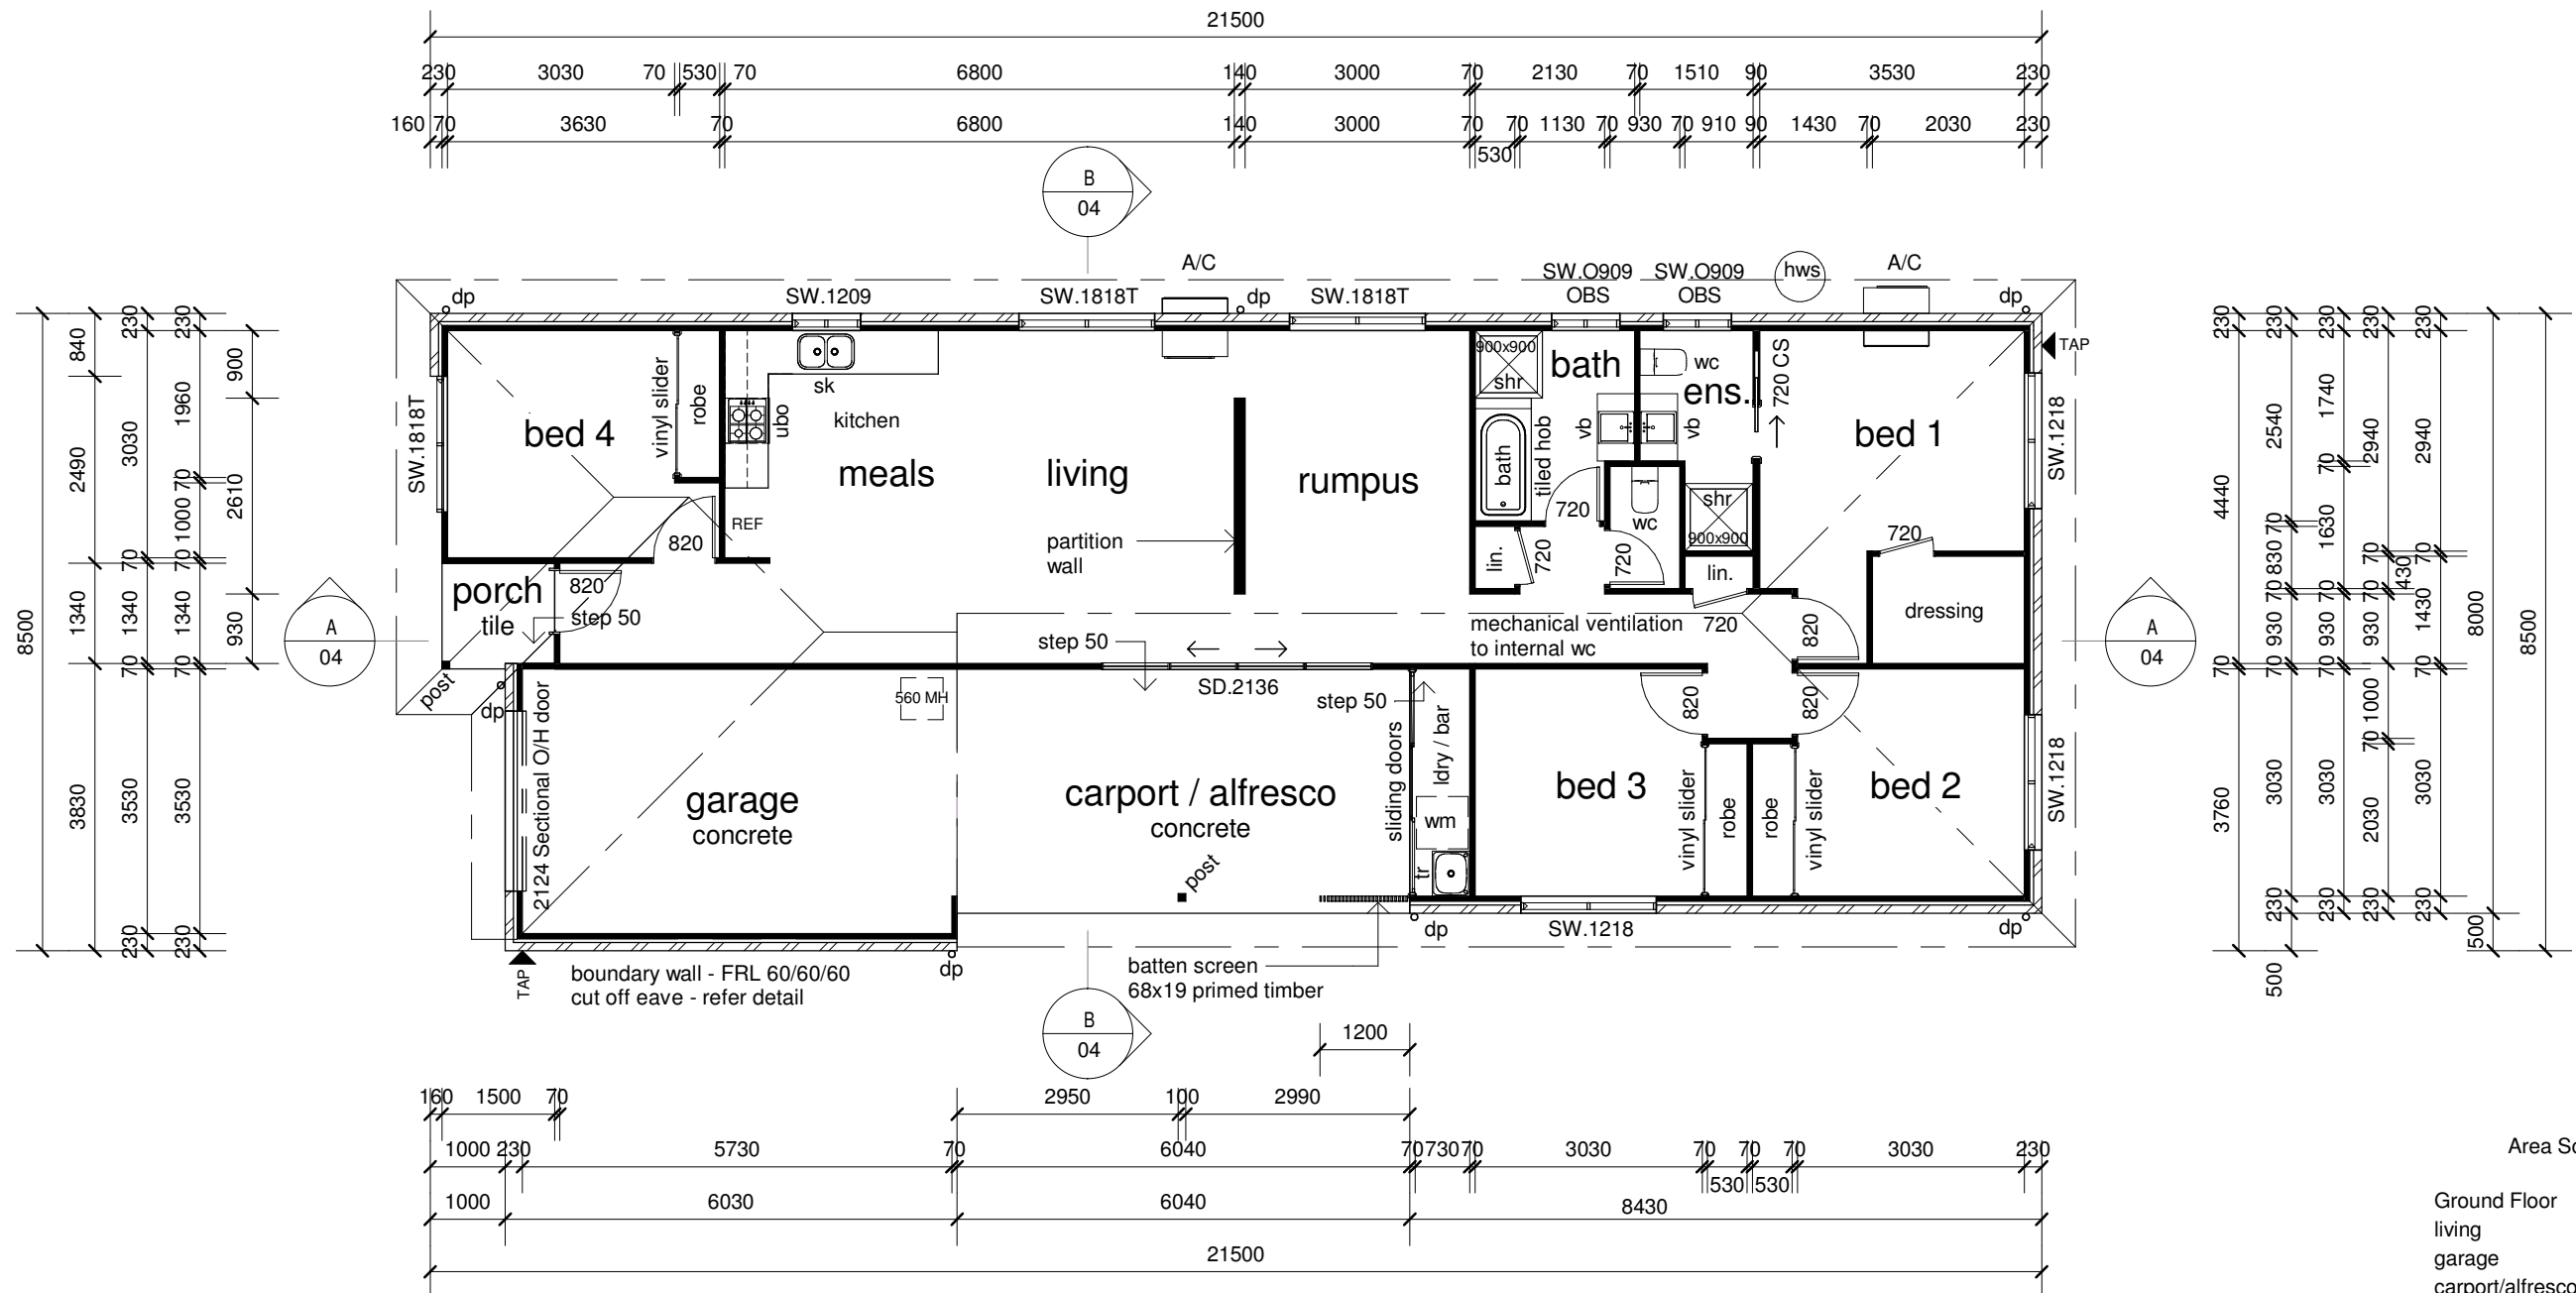 21500
230 3030 70 530 70 6800 140 3000 70 2130 70 1510 90 3530 230
160 70 3630 70 6800 140 3000 70 70 1130 70 930 70 910 90 1430 70 2030 230
530
B
04
A/C
SW.O909 SW.O909
hws
A/C
dp
SW.1209
SW.1818T
dp
SW.1818T
OBS
OBS
dp
TAP
SW.1818T
bed 4
vinyl slider
robe
sk
ubo
kitchen
REF
meals
living
rumpus
partition
wall
900x900
shr
bath
bath
tiled hob
vb
vb
wc
ens.
720 CS
bed 1
SW.1218
720
wc
shr
900x900
lin.
720
720
lin.
720
720
dressing
820
820
porch
tile
step 50
820
A
04
A
04
step 50
mechanical ventilation
to internal wc
post
dp
SD.2136
step 50
560 MH
2124 Sectional O/H door
garage
concrete
carport / alfresco
concrete
post
sliding doors
ldry / bar
wm
tr
bed 3
820
820
vinyl slider
robe
robe
vinyl slider
bed 2
SW.1218
SW.1218
dp
dp
dp
TAP
boundary wall - FRL 60/60/60
cut off eave - refer detail
batten screen
68x19 primed timber
B
04
8500
840
2490
1340
3830
230
3030
70
1340
70
3530
230
230
1960
70
1000
70
1340
70
3530
230
900
2610
930
230
4440
70
3760
500
230
2540
70
830
70
930
70
3030
230
230
1740
70
1630
70
930
70
3030
230
230
2940
70
430
70
930
1000
70
2030
230
230
2940
70
1430
70
3030
230
8000
500
8500
1200
160 1500 70
2950 100 2990
1000 230 5730 70 6040 70 730 70 3030 70 70 70 3030 230
530 530
1000 6030 6040 8430
21500
Ground Floor
living
garage
carport/alfresco